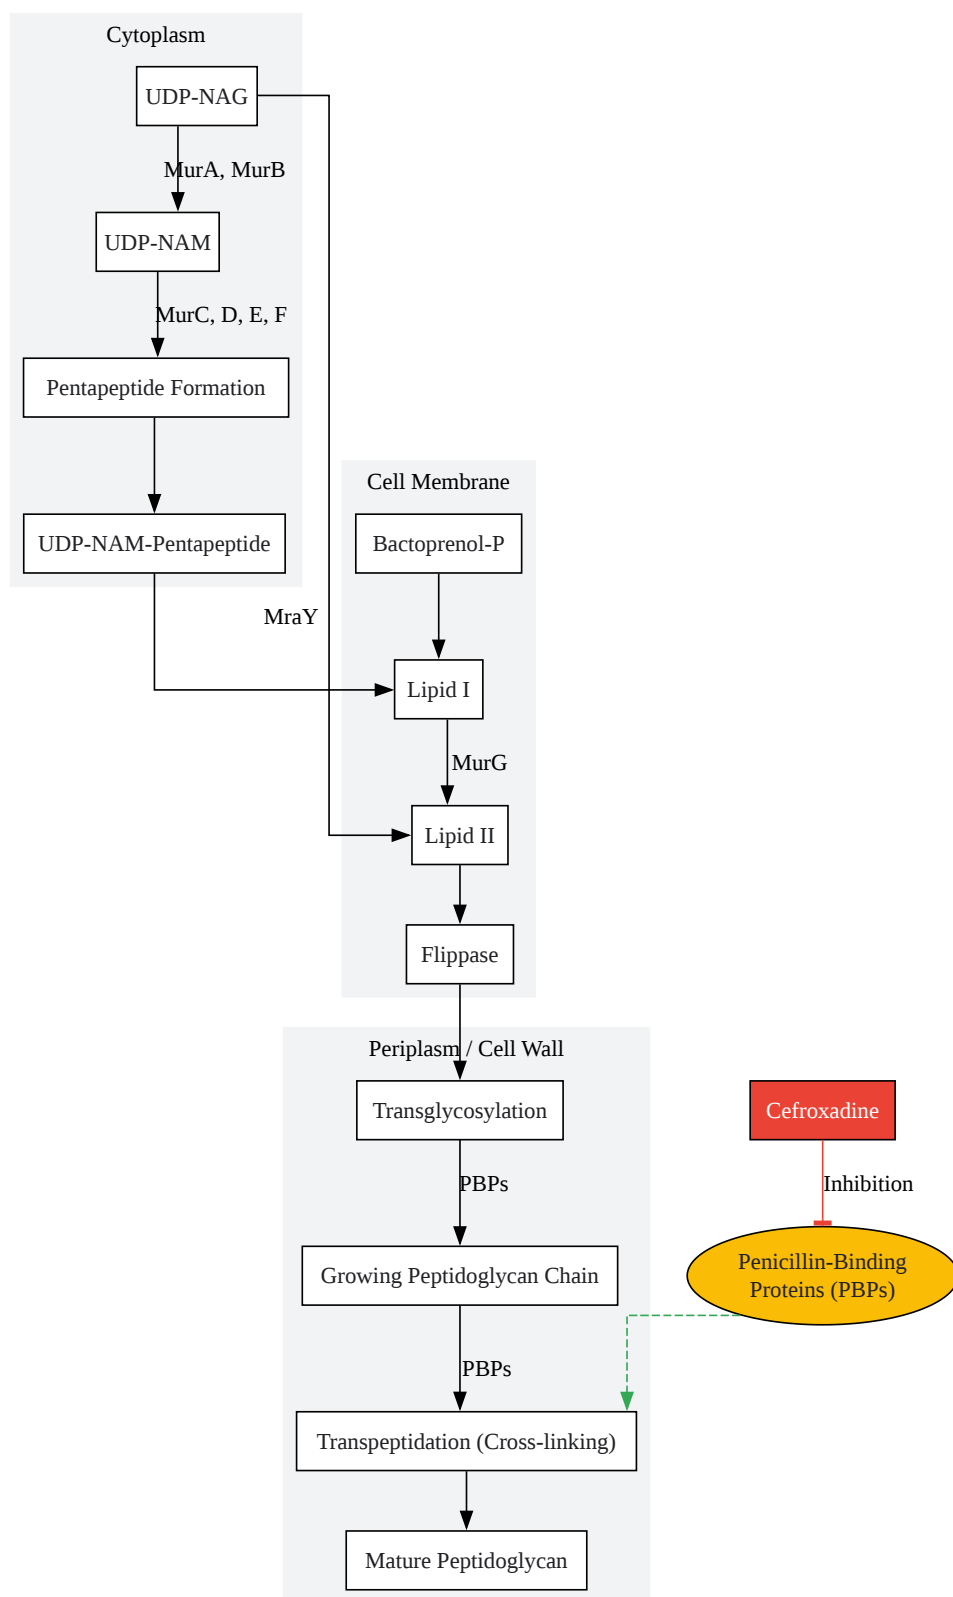 Cytoplasm
UDP-NAG
MurA, MurB
UDP-NAM
MurC, D, E, F
Pentapeptide Formation
UDP-NAM-Pentapeptide
MraY
Cell Membrane
Bactoprenol-P
Lipid I
MurG
Lipid II
Flippase
Periplasm / Cell Wall
Transglycosylation
PBPs
Growing Peptidoglycan Chain
PBPs
Transpeptidation (Cross-linking)
Mature Peptidoglycan
Cefroxadine
Inhibition
Penicillin-Binding
Proteins (PBPs)